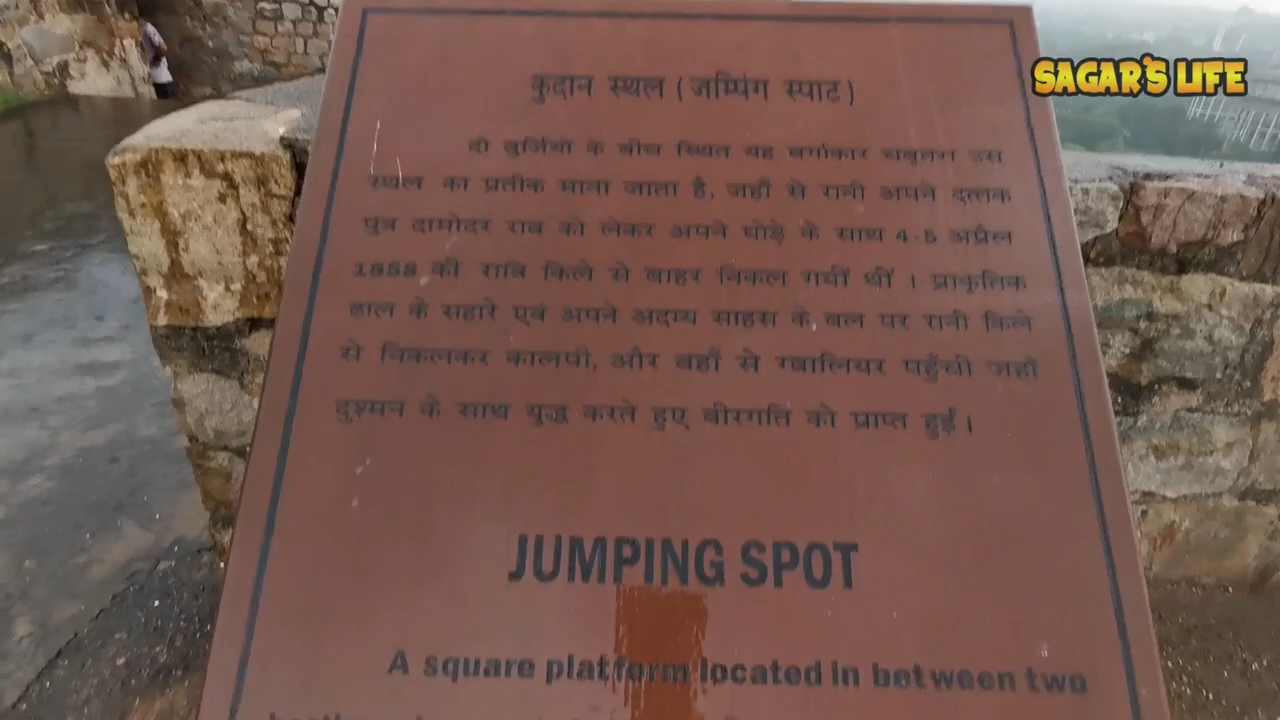 SAGAR'S LIFE
कुदान स्थल (जम्पिंग स्पाट)
दो बुर्जियों के बीच स्थित यह वर्गाकार चबूतरा उस
स्थल का प्रतीक माना जाता है, जहाँ से रानी अपने दत्तक
पुत्र दामोदर राव को लेकर अपने घोड़े के साथ 4-5 अप्रैल
1858 की रात्रि किले से बाहर निकल गयीं थीं । प्राकृतिक
ढाल के सहारे एवं अपने अदम्य साहस के बल पर रानी किले
से निकलकर कालपी, और वहाँ से ग्वालियर पहुँची जहाँ
दुश्मन के साथ युद्ध करते हुए वीरगति को प्राप्त हुईं।
JUMPING SPOT
A square platform located in between two